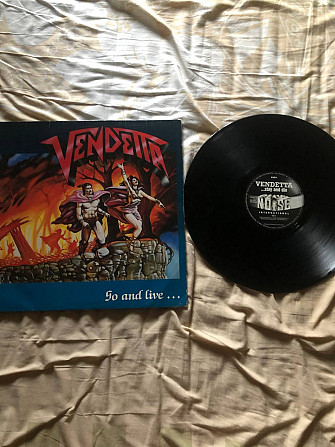 VENDETTA
Go and live...
VENDETTA
...stay and die
NOISE
INTERNATIONAL